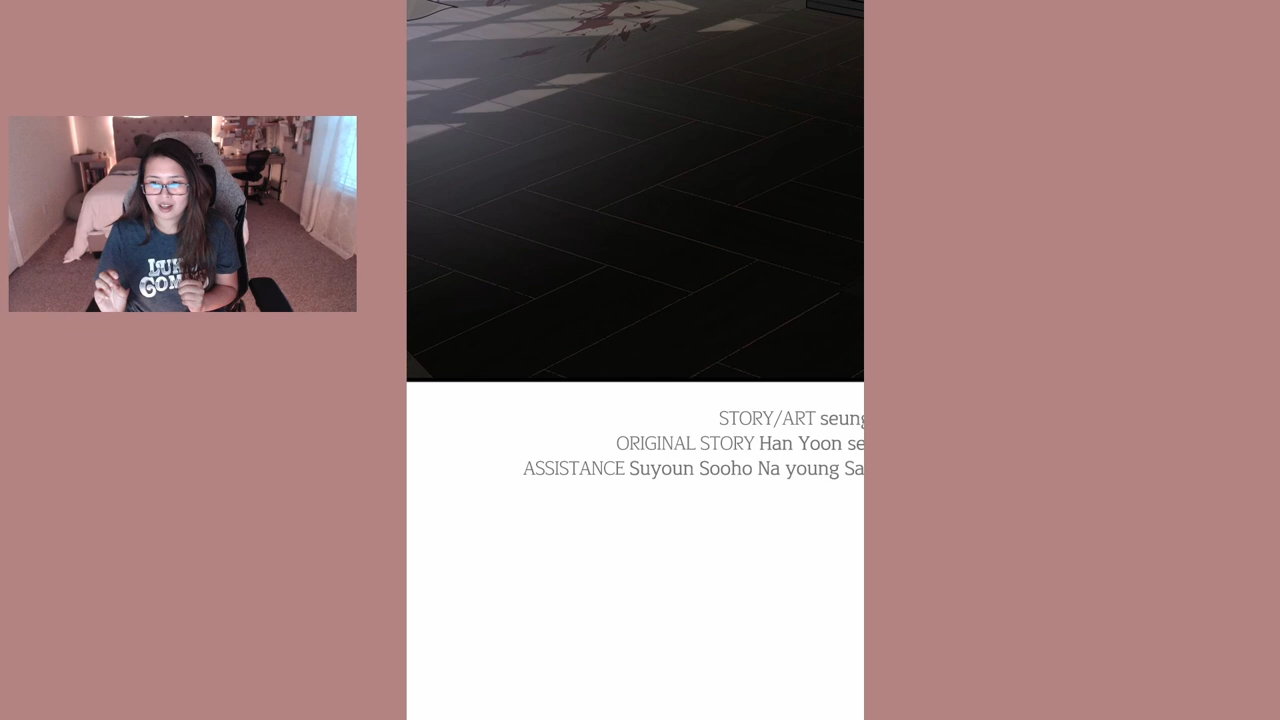 STORY/ART seung
ORIGINAL STORY Han Yoon se
ASSISTANCE Suyoun Sooho Na young Sa